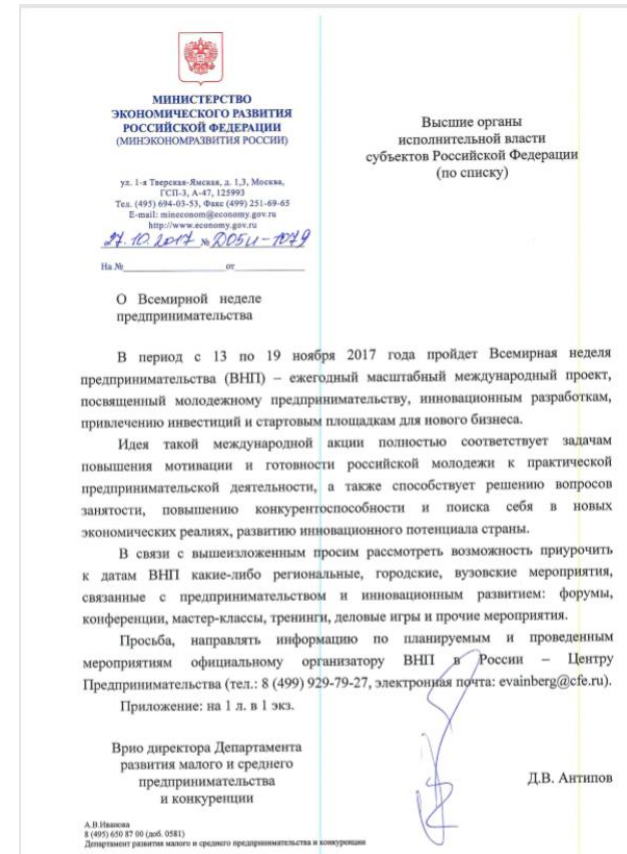 МИНИСТЕРСТВО
ЭКОНОМИЧЕСКОГО РАЗВИТИЯ
РОССИЙСКОЙ ФЕДЕРАЦИИ
(МИНЭКОНОМРАЗВИТИЯ РОССИИ)
ул. 1-я Тверская-Ямская, д. 1,3, Москва,
ГСП-3, А-47, 125993
Тел. (495) 694-03-53, Факс (499) 251-69-65
E-mail: mineconom@economy.gov.ru
http://www.economy.gov.ru
27.10.2017 № Д05и-1079
На № от
Высшие органы
исполнительной власти
субъектов Российской Федерации
(по списку)
О Всемирной неделе
предпринимательства
В период с 13 по 19 ноября 2017 года пройдет Всемирная неделя
предпринимательства (ВНП) – ежегодный масштабный международный проект,
посвященный молодежному предпринимательству, инновационным разработкам,
привлечению инвестиций и стартовым площадкам для нового бизнеса.
Идея такой международной акции полностью соответствует задачам
повышения мотивации и готовности российской молодежи к практической
предпринимательской деятельности, а также способствует решению вопросов
занятости, повышению конкурентоспособности и поиска себя в новых
экономических реалиях, развитию инновационного потенциала страны.
В связи с вышеизложенным просим рассмотреть возможность приурочить
к датам ВНП какие-либо региональные, городские, вузовские мероприятия,
связанные с предпринимательством и инновационным развитием: форумы,
конференции, мастер-классы, тренинги, деловые игры и прочие мероприятия.
Просьба, направлять информацию по планируемым и проведенным
мероприятиям официальному организатору ВНП в России – Центру
Предпринимательства (тел.: 8 (499) 929-79-27, электронная почта: evainberg@cfe.ru).
Приложение: на 1 л. в 1 экз.
Врио директора Департамента
развития малого и среднего
предпринимательства
и конкуренции
Д.В. Антипов
А.В.Иванова
8 (495) 650 87 00 (доб. 0581)
Департамент развития малого и среднего предпринимательства и конкуренции